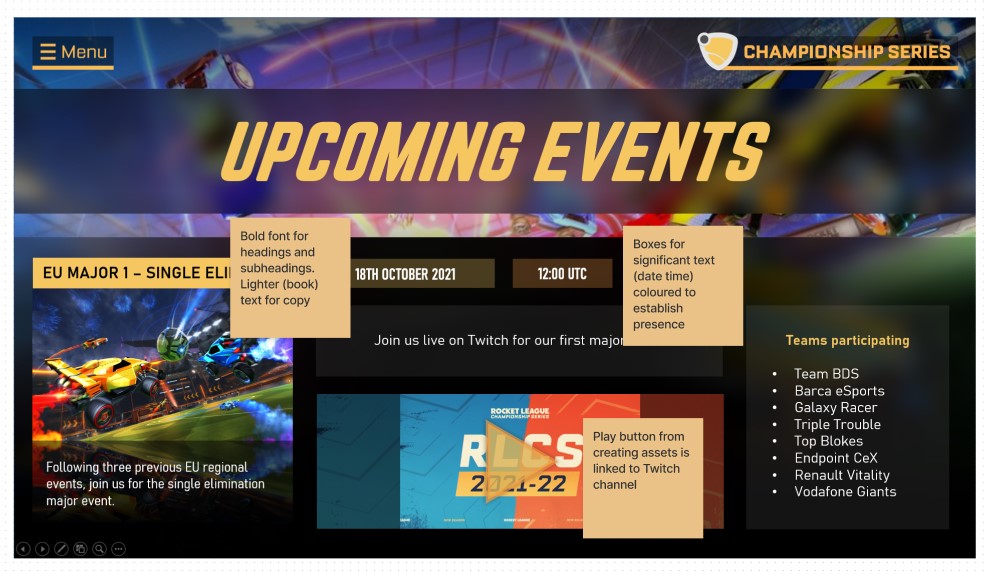 Menu
CHAMPIONSHIP SERIES
UPCOMING EVENTS
Bold font for
headings and
subheadings.
Lighter (book)
text for copy
Boxes for
significant text
(date time)
coloured to
establish
presence
EU MAJOR 1 – SINGLE ELI
18TH OCTOBER 2021
12:00 UTC
Join us live on Twitch for our first major
Teams participating
• Team BDS
• Barca eSports
• Galaxy Racer
• Triple Trouble
• Top Blokes
• Endpoint CeX
• Renault Vitality
• Vodafone Giants
ROCKET LEAGUE
CHAMPIONSHIP SERIES
RLCS
2021-22
Play button from
creating assets is
linked to Twitch
channel
Following three previous EU regional
events, join us for the single elimination
major event.